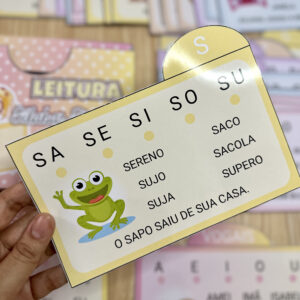 LEITURA
S
SA SE SI SO SU
SERENO SACO
SUJO SACOLA
SUJA SUPERO
O SAPO SAIU DE SUA CASA.
A E I O U